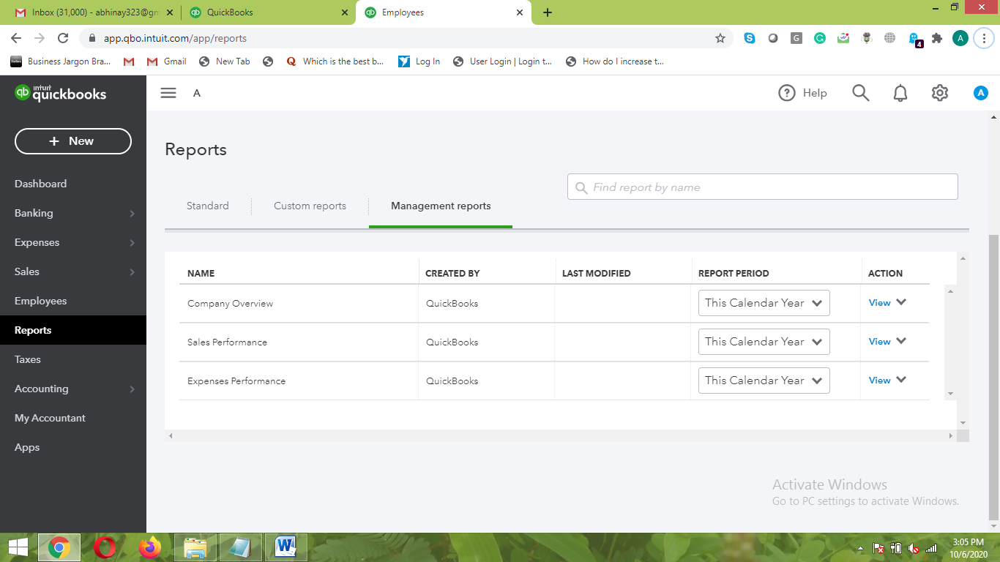 Inbox (31,000) - abhinay323@gm
QuickBooks
Employees
app.qbo.intuit.com/app/reports
4
A
Business Jargon Bra...
Gmail
New Tab
Which is the best b...
Log In
User Login | Login t...
How do I increase t...
intuit
quickbooks
A
Help
A
+ New
Dashboard
Banking
Expenses
Sales
Employees
Reports
Taxes
Accounting
My Accountant
Apps
Reports
Find report by name
Standard
Custom reports
Management reports
NAME CREATED BY LAST MODIFIED REPORT PERIOD ACTION
Company Overview QuickBooks This Calendar Year View
Sales Performance QuickBooks This Calendar Year View
Expenses Performance QuickBooks This Calendar Year View
Activate Windows
Go to PC settings to activate Windows.
3:05 PM
10/6/2020